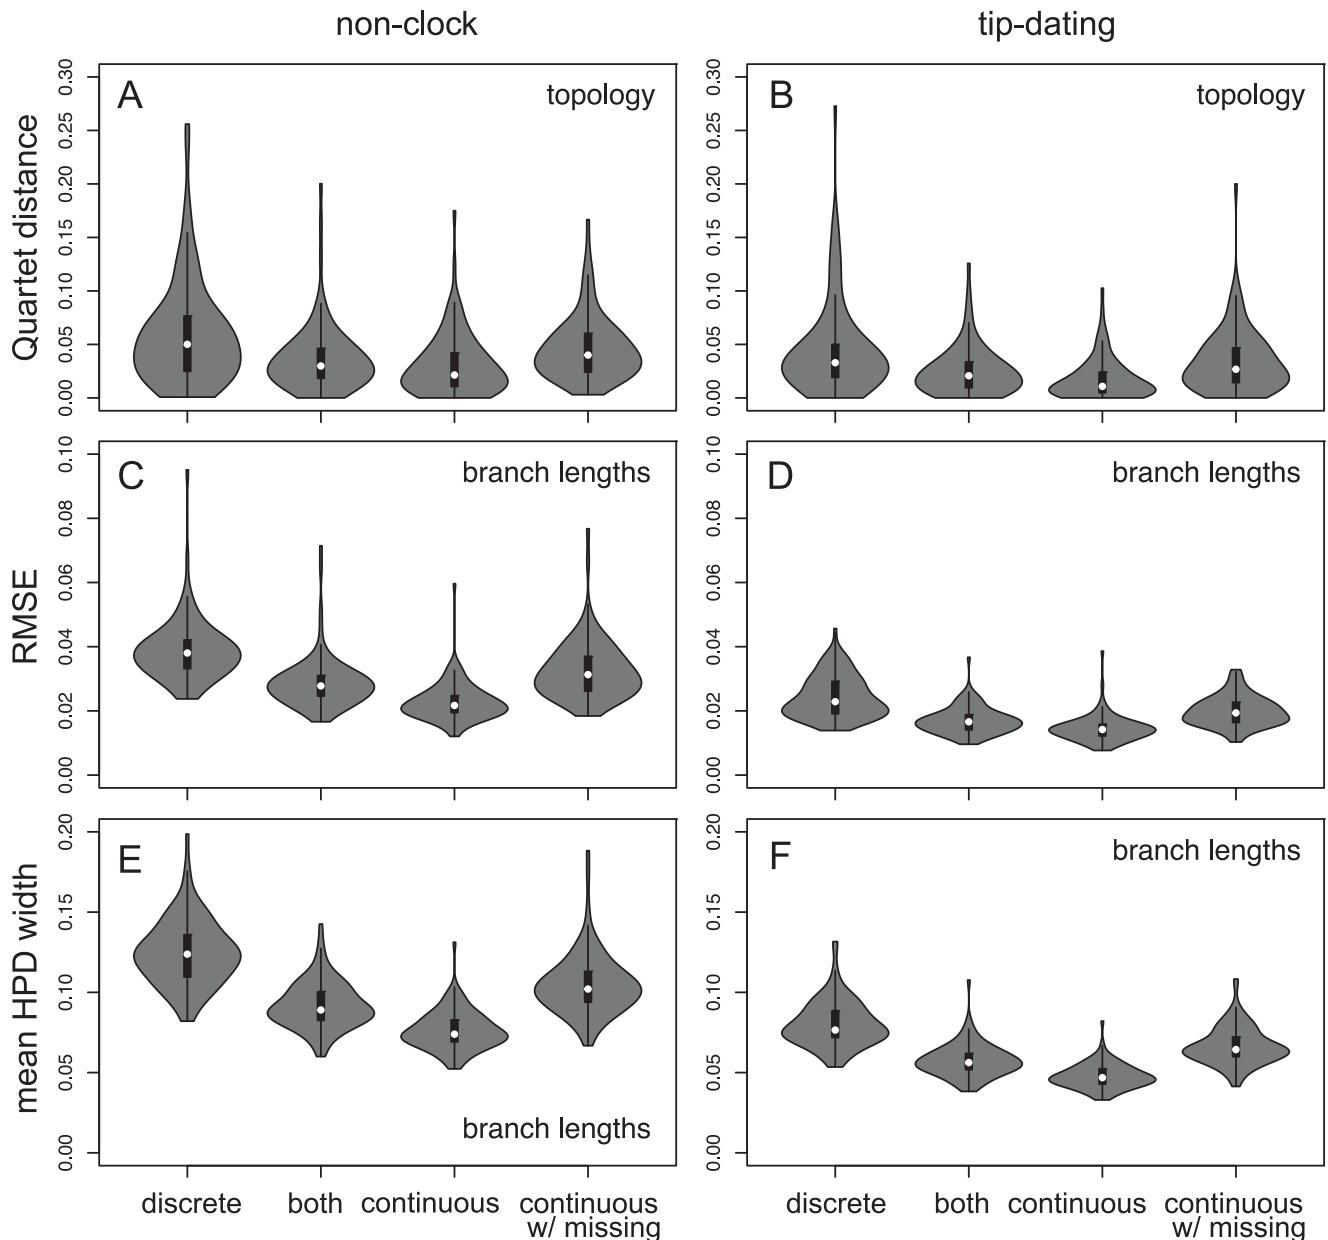 non-clock
tip-dating
Quartet distance
0.30
0.25
0.20
0.15
0.10
0.05
0.00
A
topology
0.30
0.25
0.20
0.15
0.10
0.05
0.00
B
topology
RMSE
0.10
0.08
0.06
0.04
0.02
0.00
C
branch lengths
0.10
0.08
0.06
0.04
0.02
0.00
D
branch lengths
mean HPD width
0.20
0.15
0.10
0.05
0.00
E
branch lengths
0.20
0.15
0.10
0.05
0.00
F
branch lengths
discrete
both
continuous
continuous
w/ missing
discrete
both
continuous
continuous
w/ missing